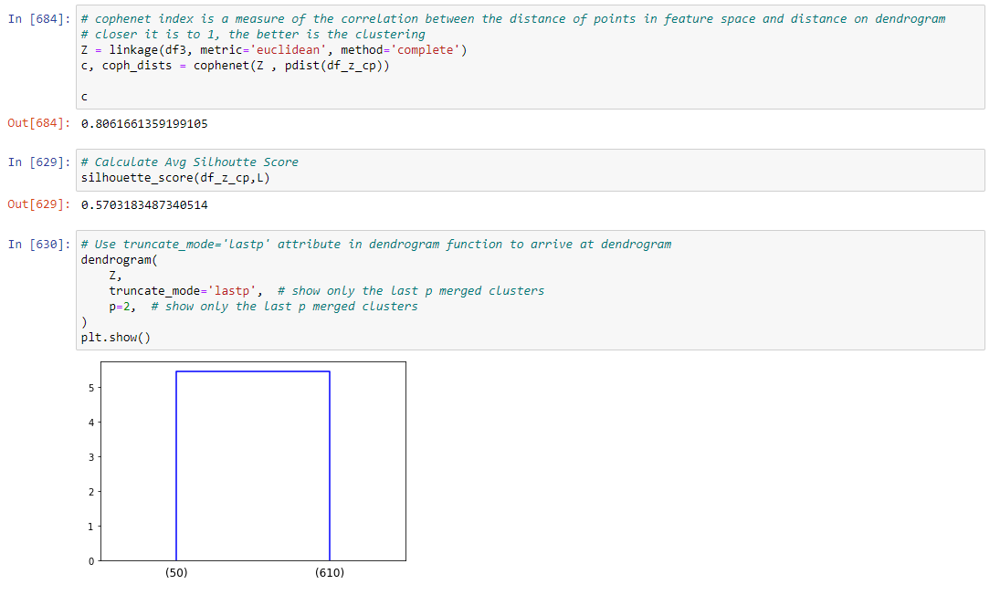 In [684]: # cophenet index is a measure of the correlation between the distance of points in feature space and distance on dendrogram
# closer it is to 1, the better is the clustering
Z = linkage(df3, metric='euclidean', method='complete')
c, coph_dists = cophenet(Z , pdist(df_z_cp))
c
Out[684]: 0.8061661359199105
In [629]: # Calculate Avg Silhoutte Score
silhouette_score(df_z_cp,L)
Out[629]: 0.5703183487340514
In [630]: # Use truncate_mode='lastp' attribute in dendrogram function to arrive at dendrogram
dendrogram(
Z,
truncate_mode='lastp',  # show only the last p merged clusters
p=2,  # show only the last p merged clusters
)
plt.show()
5
4
3
2
1
0
(50) (610)